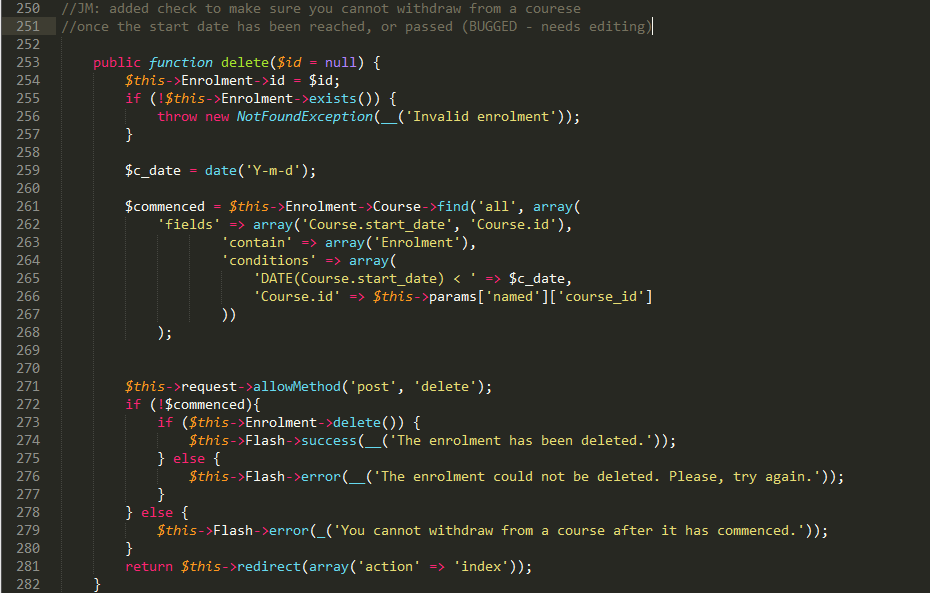 250 //JM: added check to make sure you cannot withdraw from a courese
251 //once the start date has been reached, or passed (BUGGED - needs editing)
252
253 public function delete($id = null) {
254 $this->Enrolment->id = $id;
255 if (!$this->Enrolment->exists()) {
256 throw new NotFoundException(__('Invalid enrolment'));
257 }
258
259 $c_date = date('Y-m-d');
260
261 $commenced = $this->Enrolment->Course->find('all', array(
262 'fields' => array('Course.start_date', 'Course.id'),
263 'contain' => array('Enrolment'),
264 'conditions' => array(
265 'DATE(Course.start_date) < ' => $c_date,
266 'Course.id' => $this->params['named']['course_id']
267 ))
268 );
269
270
271 $this->request->allowMethod('post', 'delete');
272 if (!$commenced){
273 if ($this->Enrolment->delete()) {
274 $this->Flash->success(__('The enrolment has been deleted.'));
275 } else {
276 $this->Flash->error(__('The enrolment could not be deleted. Please, try again.'));
277 }
278 } else {
279 $this->Flash->error(_('You cannot withdraw from a course after it has commenced.'));
280 }
281 return $this->redirect(array('action' => 'index'));
282 }